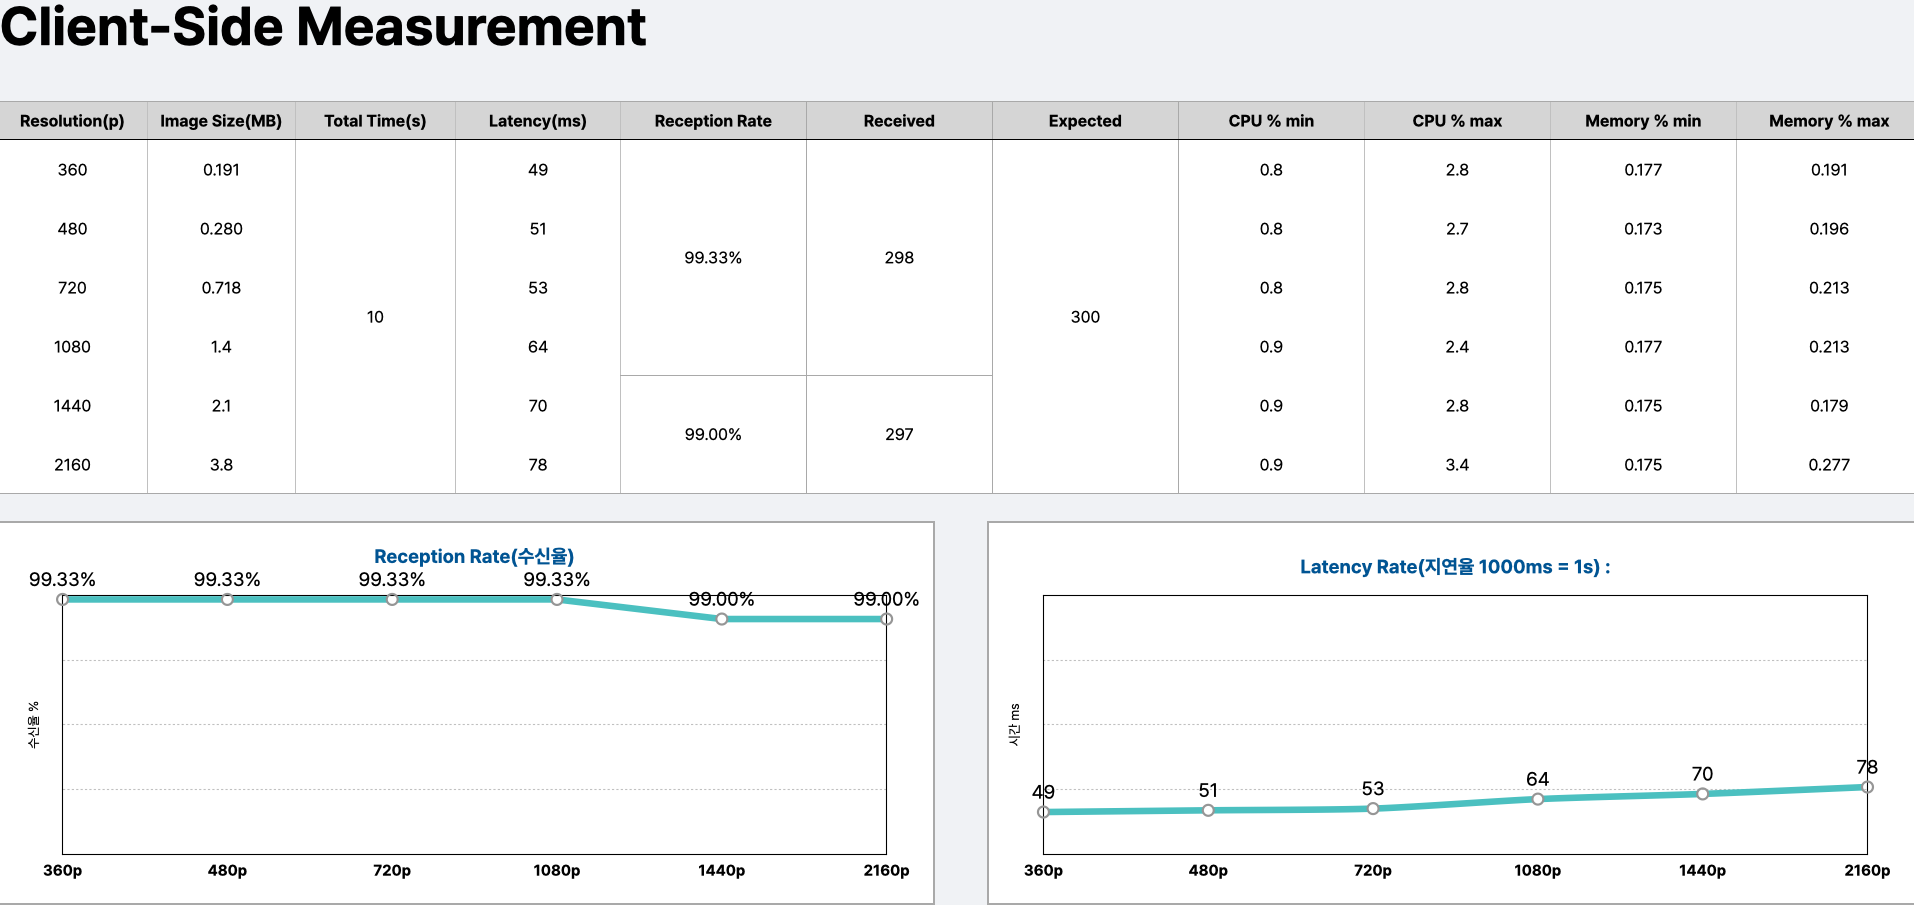 Client-Side Measurement
Resolution(p) Image Size(MB) Total Time(s) Latency(ms) Reception Rate Received Expected CPU % min CPU % max Memory % min Memory % max
360 0.191 49 0.8 2.8 0.177 0.191
480 0.280 51 0.8 2.7 0.173 0.196
99.33% 298
720 0.718 53 0.8 2.8 0.175 0.213
10 300
1080 1.4 64 0.9 2.4 0.177 0.213
1440 2.1 70 0.9 2.8 0.175 0.179
99.00% 297
2160 3.8 78 0.9 3.4 0.175 0.277
Reception Rate(수신율)
99.33% 99.33% 99.33% 99.33% 99.00% 99.00%
수신율 %
360p 480p 720p 1080p 1440p 2160p
Latency Rate(지연율 1000ms = 1s) :
49 51 53 64 70 78
시간 ms
360p 480p 720p 1080p 1440p 2160p